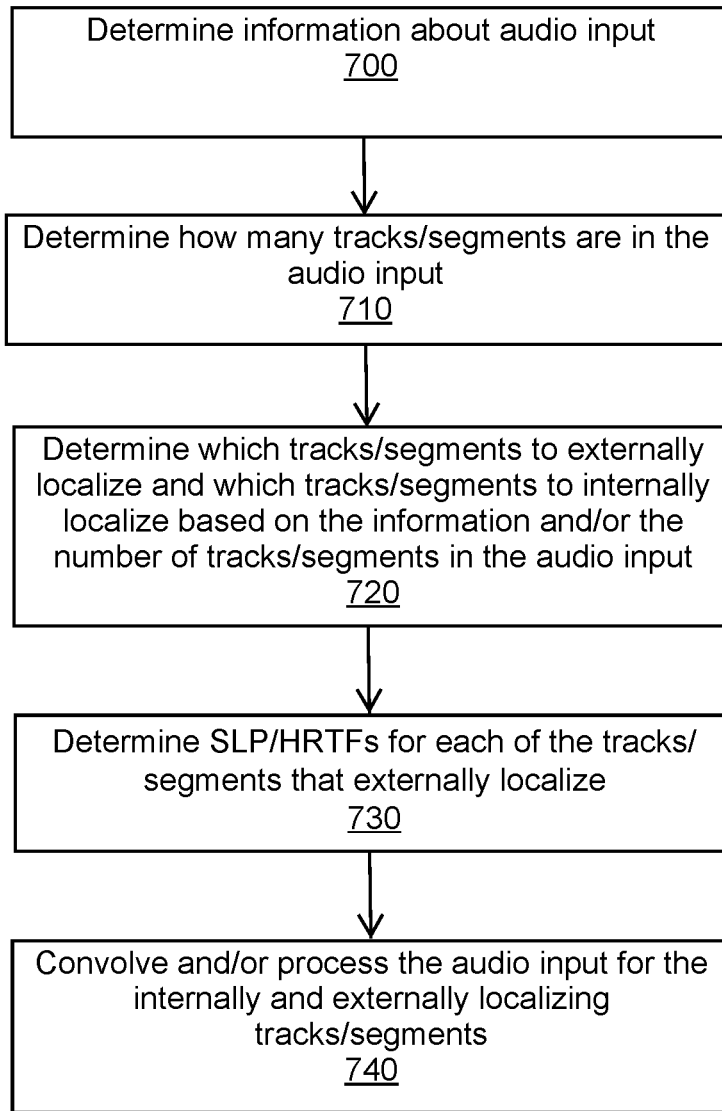 Determine information about audio input
700
Determine how many tracks/segments are in the
audio input
710
Determine which tracks/segments to externally
localize and which tracks/segments to internally
localize based on the information and/or the
number of tracks/segments in the audio input
720
Determine SLP/HRTFs for each of the tracks/
segments that externally localize
730
Convolve and/or process the audio input for the
internally and externally localizing
tracks/segments
740